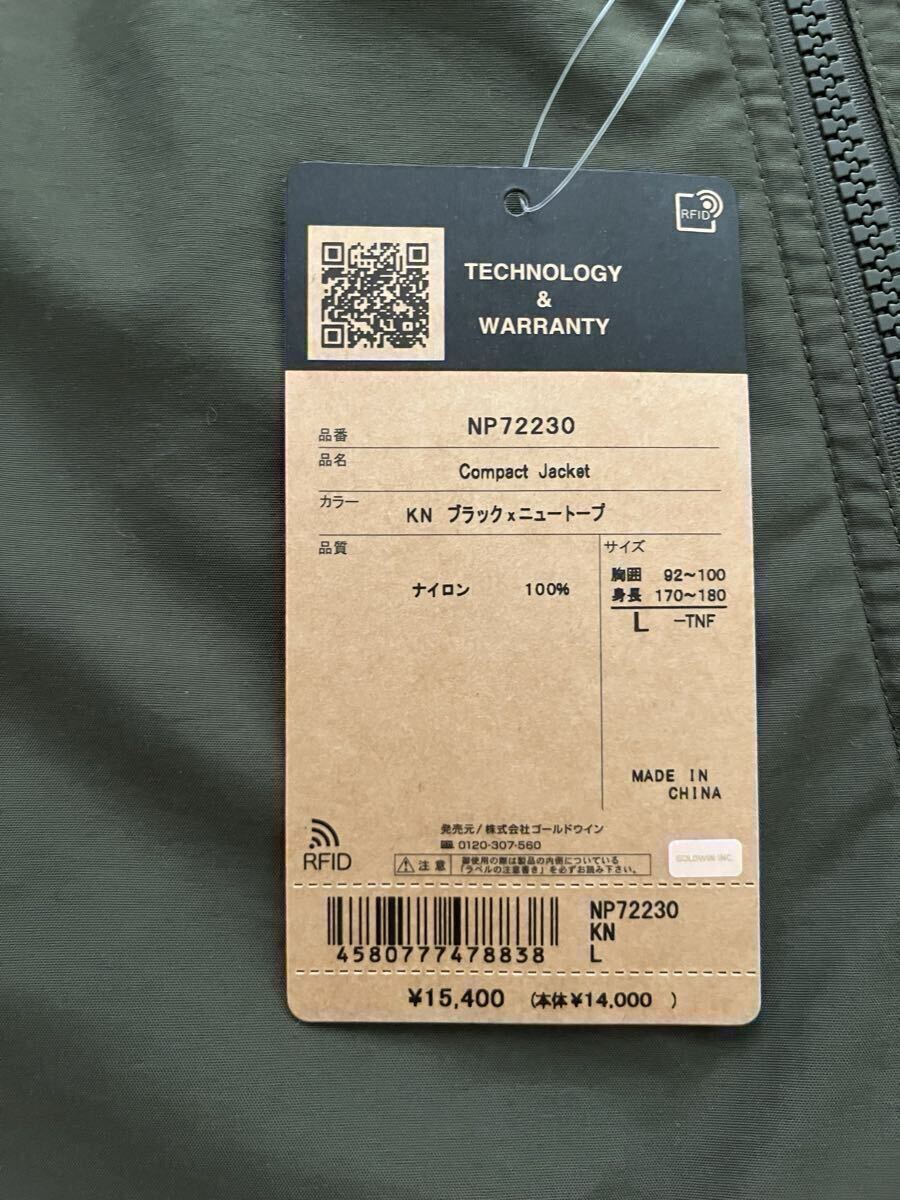 RFID
TECHNOLOGY
&
WARRANTY
品番 NP72230
品名 Compact Jacket
カラー KN ブラックxニュートープ
品質
ナイロン 100%
サイズ
胸囲 92~100
身長 170~180
L -TNF
MADE IN
CHINA
RFID
発売元/株式会社ゴールドウイン
0120-307-560
注意 御使用の際は製品の内側についている
「ラベルの注意書き」を必ずお読み下さい。
GOLDWIN INC.
4580777478838
NP72230
KN
L
¥15,400 (本体¥14,000 )